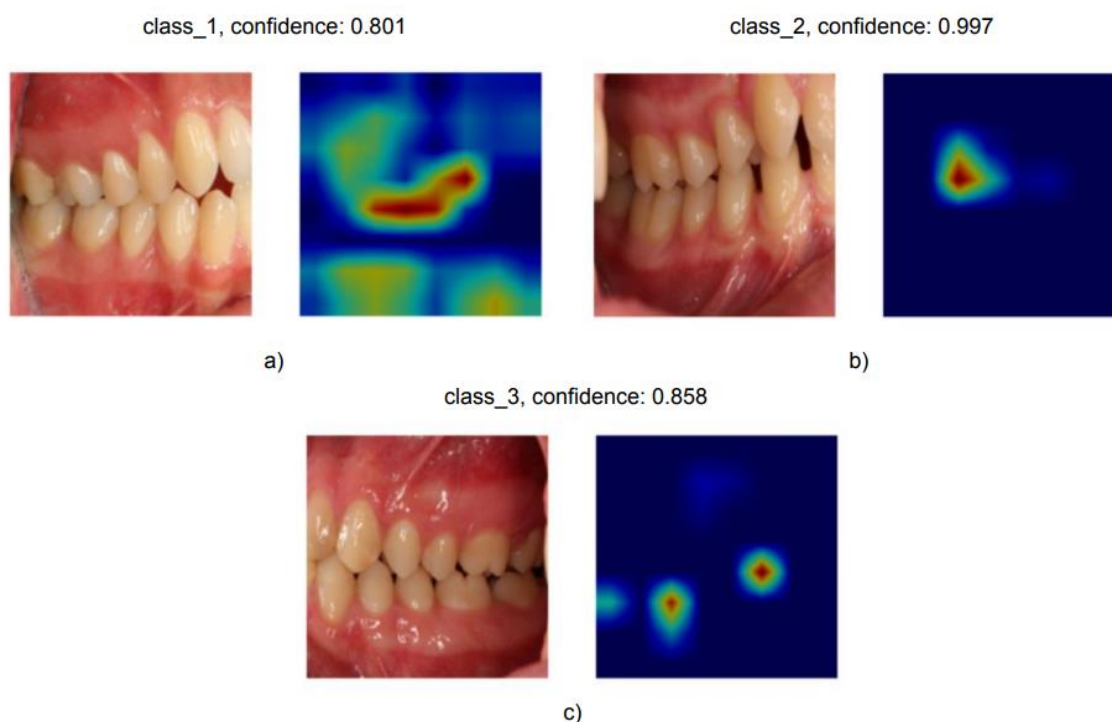 class_1, confidence: 0.801
class_2, confidence: 0.997
a)
b)
class_3, confidence: 0.858
c)